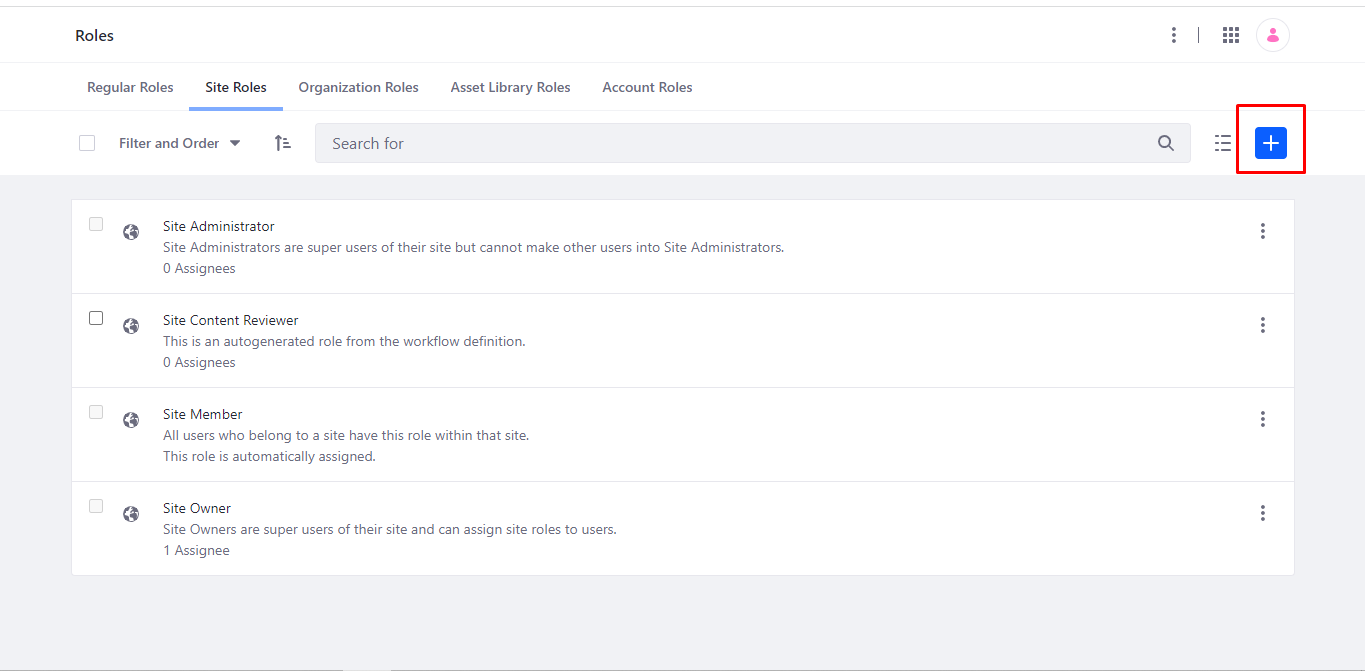 Roles
Regular Roles
Site Roles
Organization Roles
Asset Library Roles
Account Roles
Filter and Order
Search for
Site Administrator
Site Administrators are super users of their site but cannot make other users into Site Administrators.
0 Assignees
Site Content Reviewer
This is an autogenerated role from the workflow definition.
0 Assignees
Site Member
All users who belong to a site have this role within that site.
This role is automatically assigned.
Site Owner
Site Owners are super users of their site and can assign site roles to users.
1 Assignee